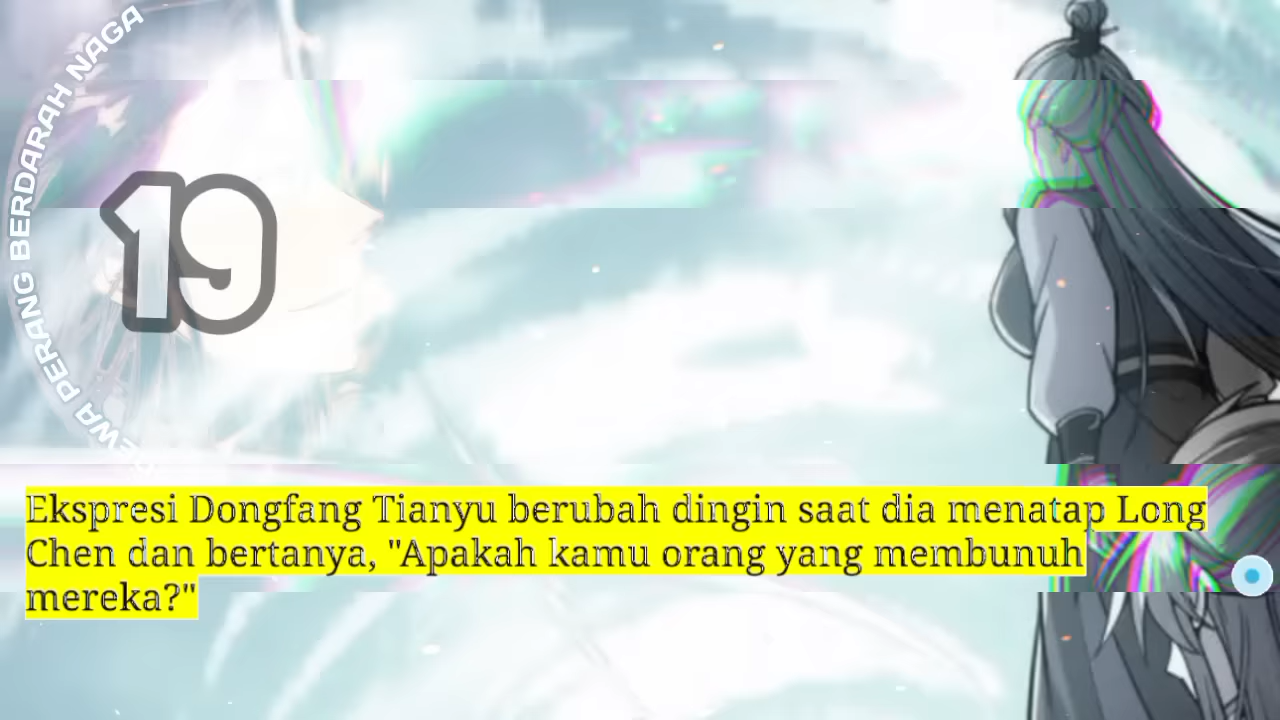 DEWA PERANG BERDARAH NAGA
19
Ekspresi Dongfang Tianyu berubah dingin saat dia menatap Long
Chen dan bertanya, "Apakah kamu orang yang membunuh
mereka?"